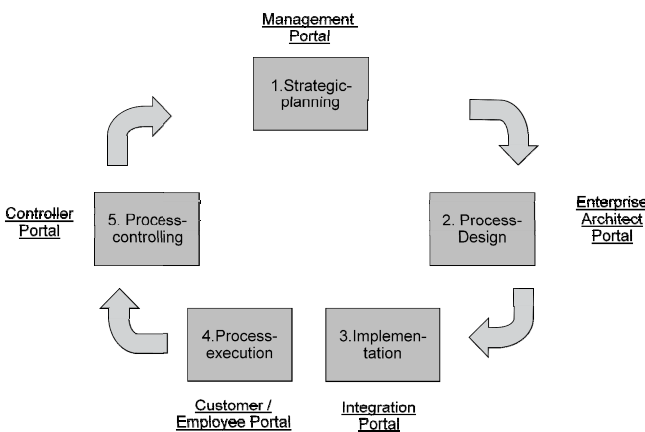 Management
Portal
1.Strategic-
planning
Controller
Portal
5. Process-
controlling
2. Process-
Design
Enterprise
Architect
Portal
4.Process-
execution
3.Implemen-
tation
Customer /
Employee Portal
Integration
Portal